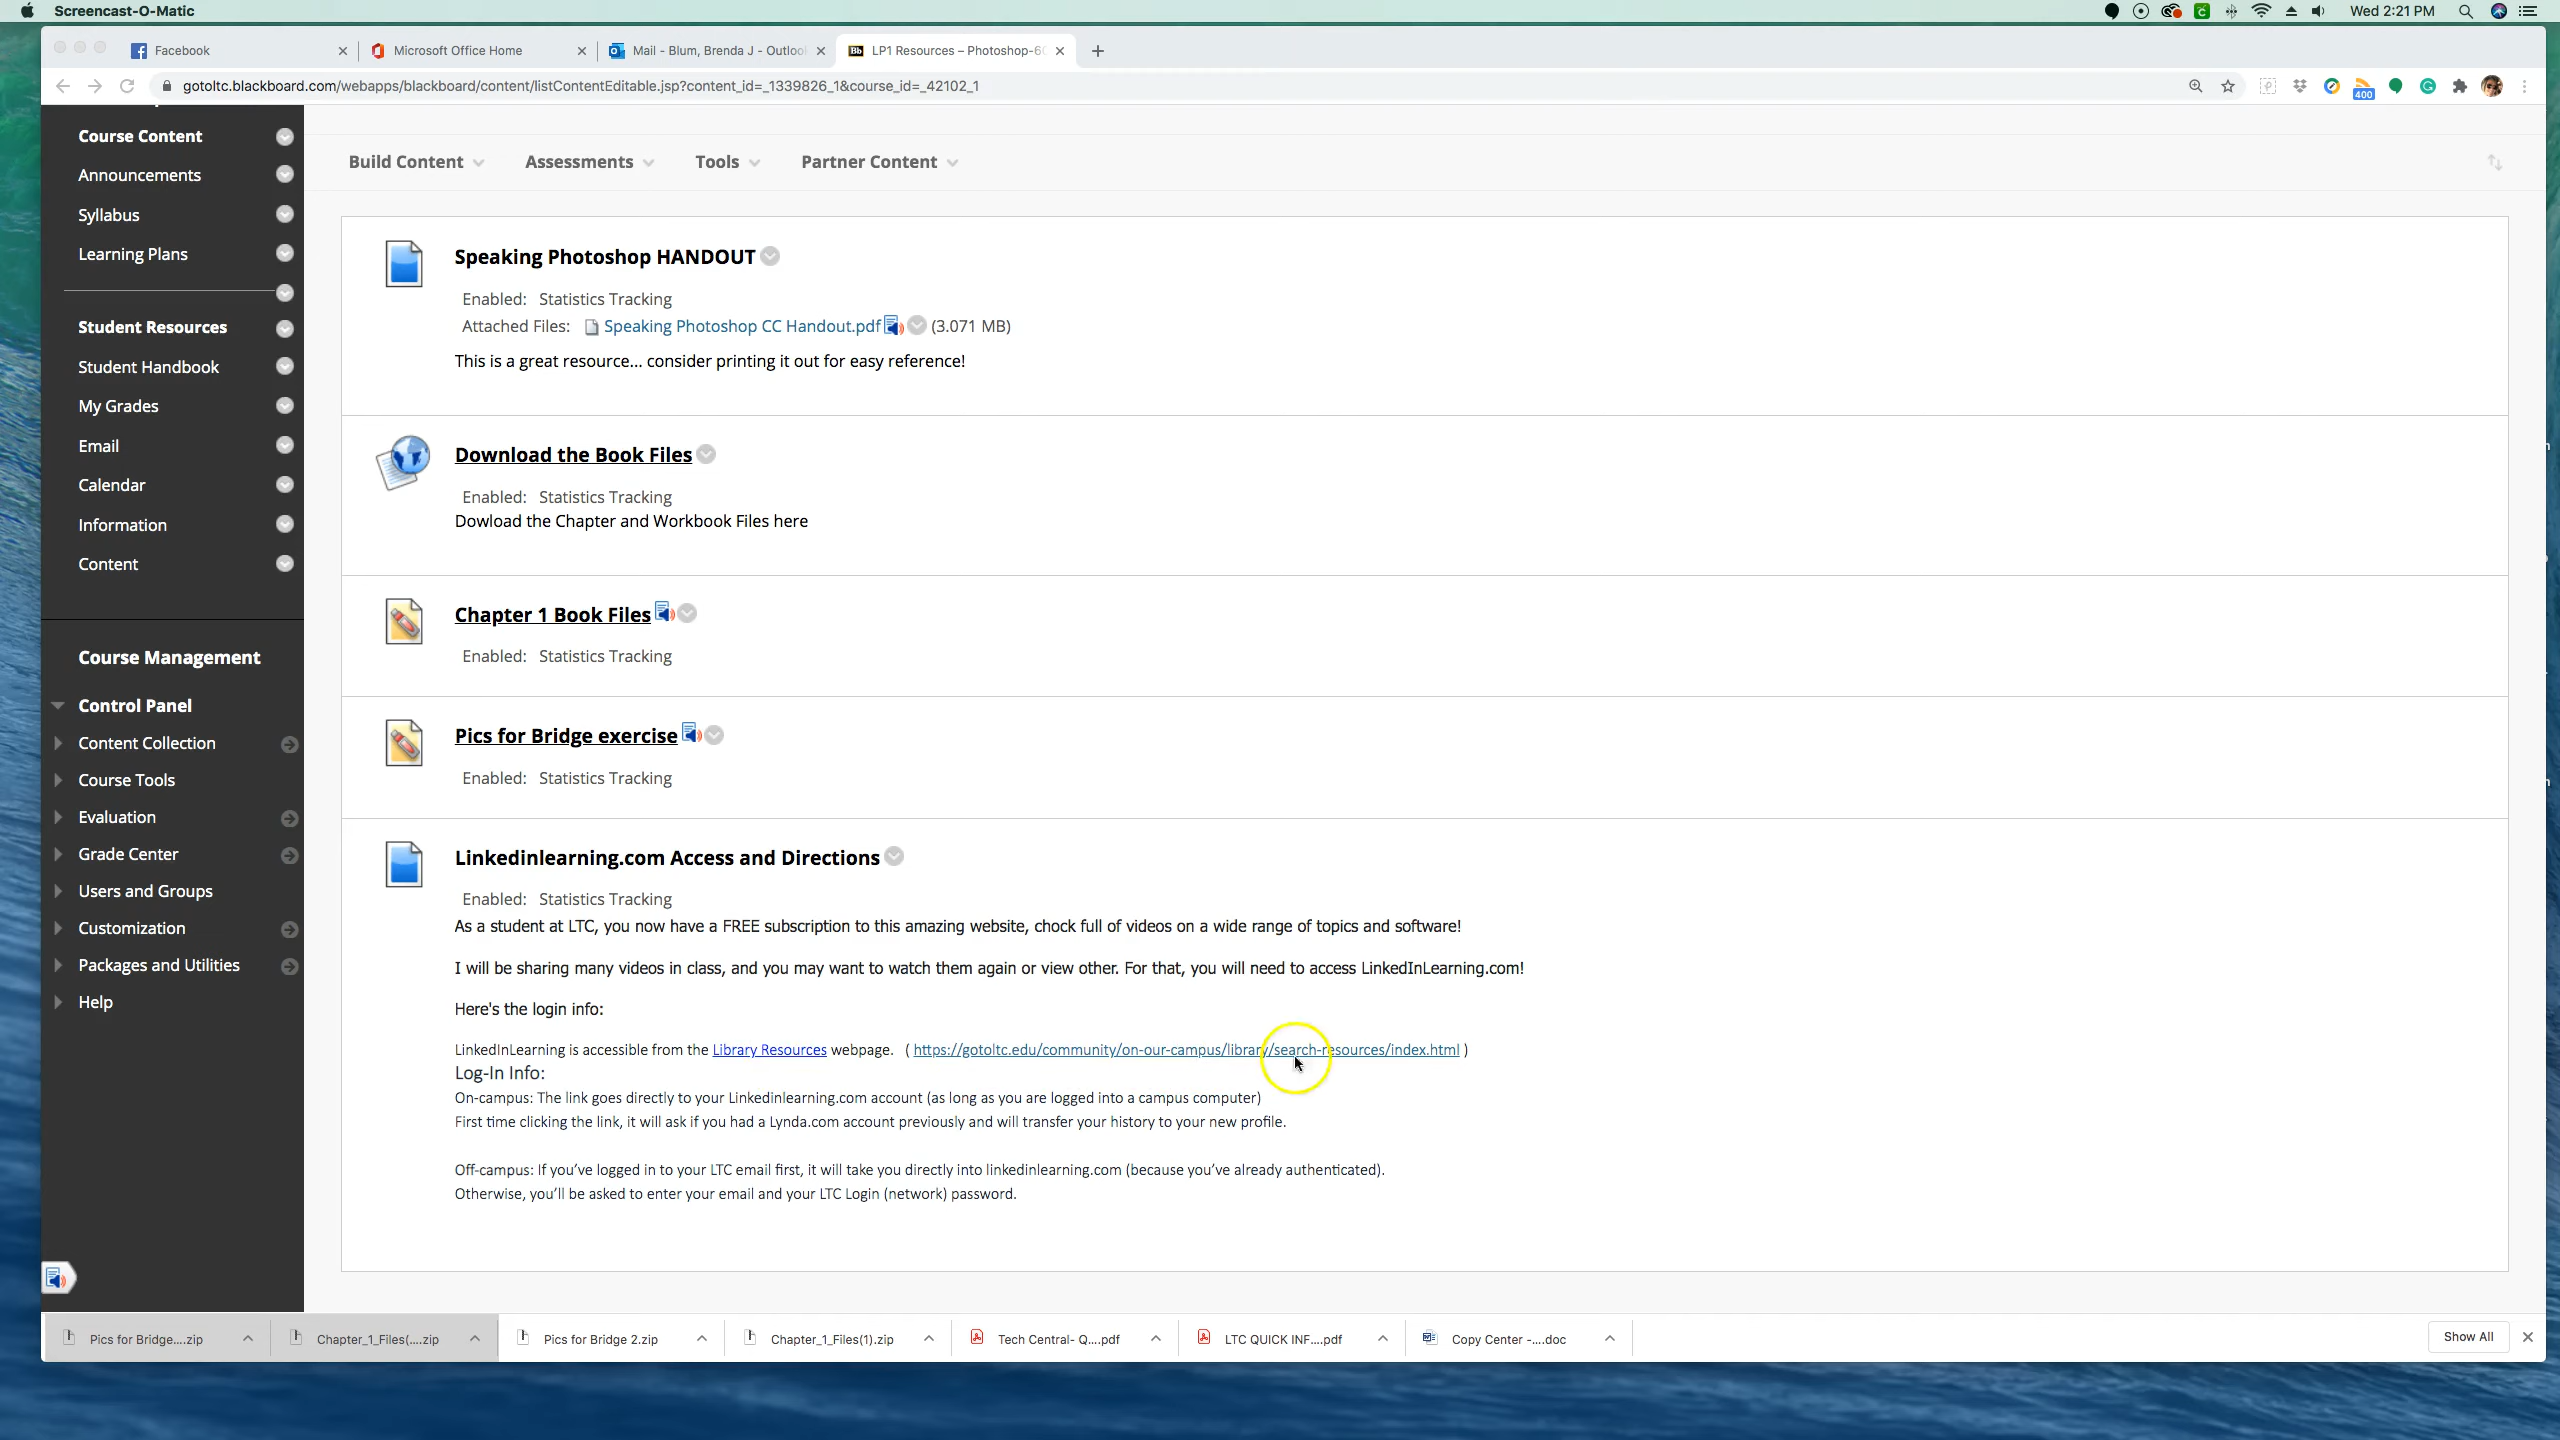 Screencast-O-Matic
Wed 2:21 PM
Facebook
Microsoft Office Home
Mail - Blum, Brenda J - Outloo
Bb LP1 Resources – Photoshop-6
gotoltc.blackboard.com/webapps/blackboard/content/listContentEditable.jsp?content_id=_1339826_1&course_id=_42102_1
400
Course Content
Announcements
Syllabus
Learning Plans
Student Resources
Student Handbook
My Grades
Email
Calendar
Information
Content
Course Management
Control Panel
Content Collection
Course Tools
Evaluation
Grade Center
Users and Groups
Customization
Packages and Utilities
Help
Build Content
Assessments
Tools
Partner Content
Speaking Photoshop HANDOUT
Enabled: Statistics Tracking
Attached Files: Speaking Photoshop CC Handout.pdf (3.071 MB)
This is a great resource... consider printing it out for easy reference!
Download the Book Files
Enabled: Statistics Tracking
Dowload the Chapter and Workbook Files here
Chapter 1 Book Files
Enabled: Statistics Tracking
Pics for Bridge exercise
Enabled: Statistics Tracking
Linkedinlearning.com Access and Directions
Enabled: Statistics Tracking
As a student at LTC, you now have a FREE subscription to this amazing website, chock full of videos on a wide range of topics and software!
I will be sharing many videos in class, and you may want to watch them again or view other. For that, you will need to access LinkedInLearning.com!
Here's the login info:
LinkedInLearning is accessible from the Library Resources webpage. ( https://gotoltc.edu/community/on-our-campus/library/search-resources/index.html )
Log-In Info:
On-campus: The link goes directly to your Linkedinlearning.com account (as long as you are logged into a campus computer)
First time clicking the link, it will ask if you had a Lynda.com account previously and will transfer your history to your new profile.
Off-campus: If you've logged in to your LTC email first, it will take you directly into linkedinlearning.com (because you've already authenticated).
Otherwise, you'll be asked to enter your email and your LTC Login (network) password.
Pics for Bridge....zip
Chapter_1_Files(....zip
Pics for Bridge 2.zip
Chapter_1_Files(1).zip
Tech Central- Q....pdf
LTC QUICK INF....pdf
Copy Center -....doc
Show All